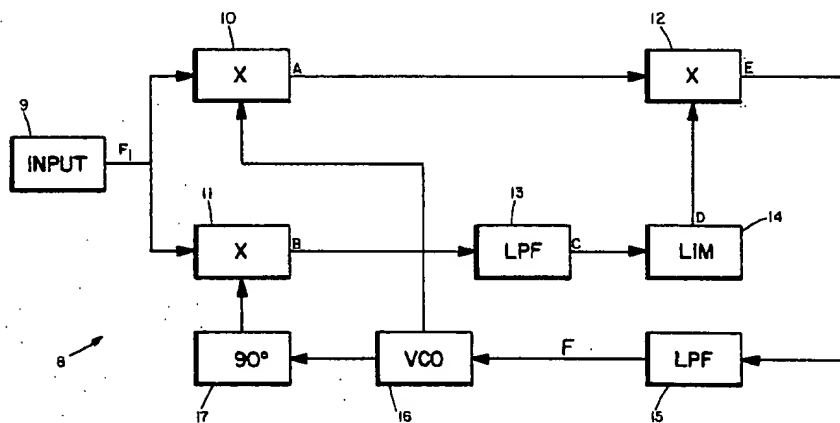 10
12
X
A
X
E
9
INPUT
F1
11
13
D
14
X
B
LPF
C
LIM
8
90°
VCO
F
LPF
17
16
15